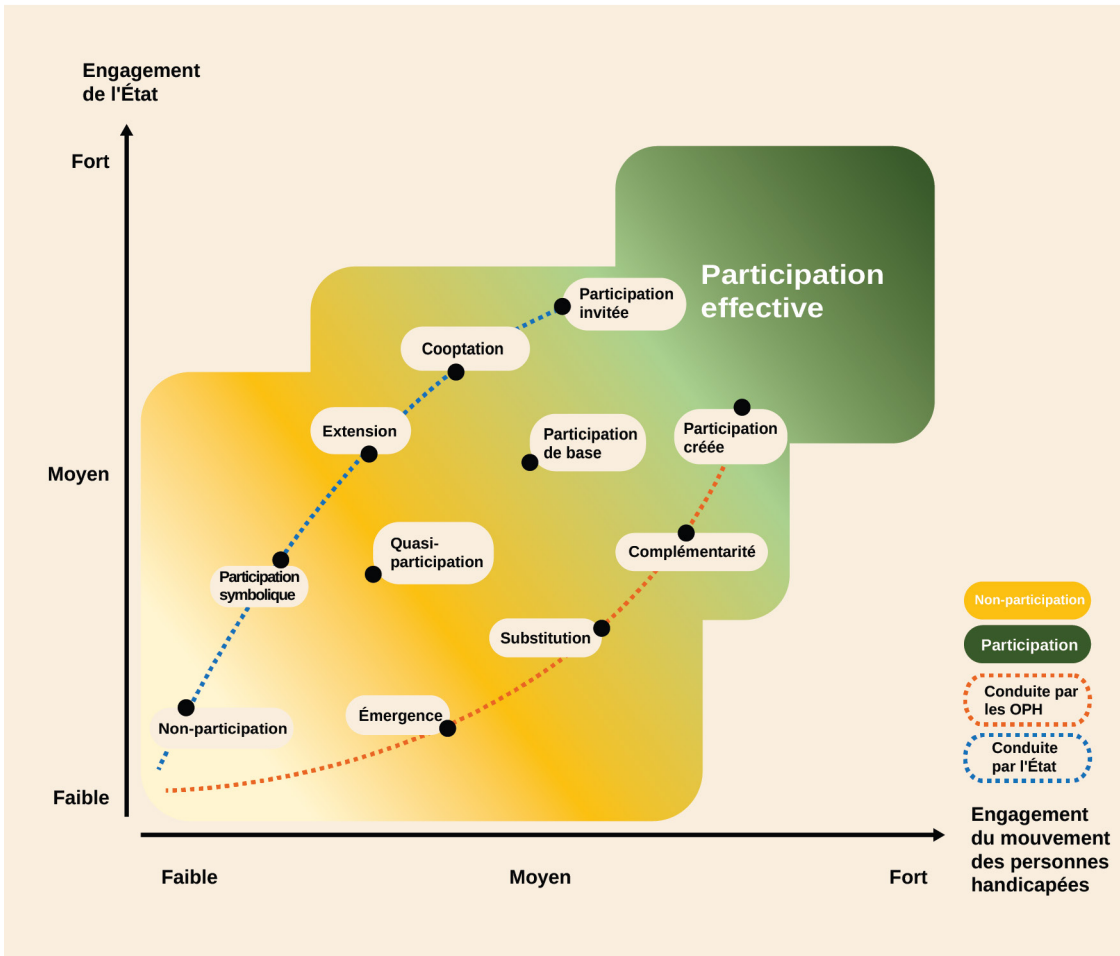 Engagement
de l'État
Fort
Participation
effective
Participation
invitée
Cooptation
Extension
Participation
de base
Participation
créée
Moyen
Quasi-
participation
Complémentarité
Participation
symbolique
Substitution
Émergence
Non-participation
Faible
Non-participation
Participation
Conduite par
les OPH
Conduite
par l'État
Engagement
du mouvement
des personnes
handicapées
Faible
Moyen
Fort